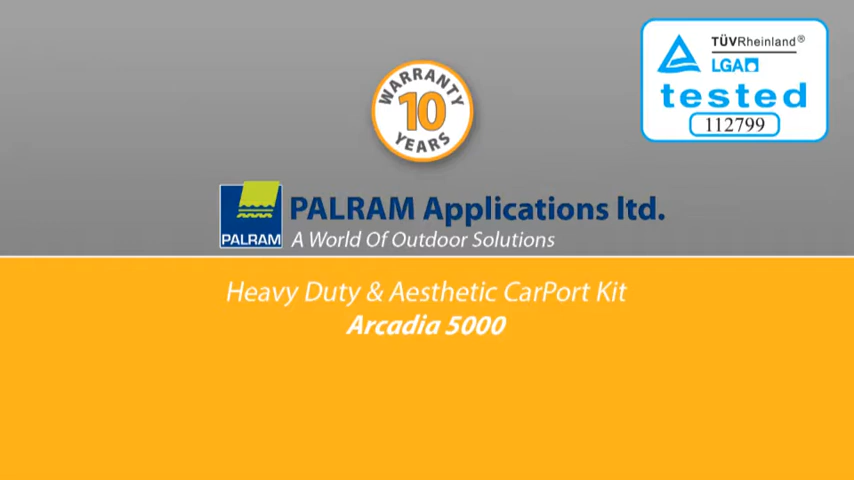 TÜVRheinland®
LGA
tested
112799
WARRANTY
10
YEARS
PALRAM
PALRAM Applications ltd.
A World Of Outdoor Solutions
Heavy Duty & Aesthetic CarPort Kit
Arcadia 5000